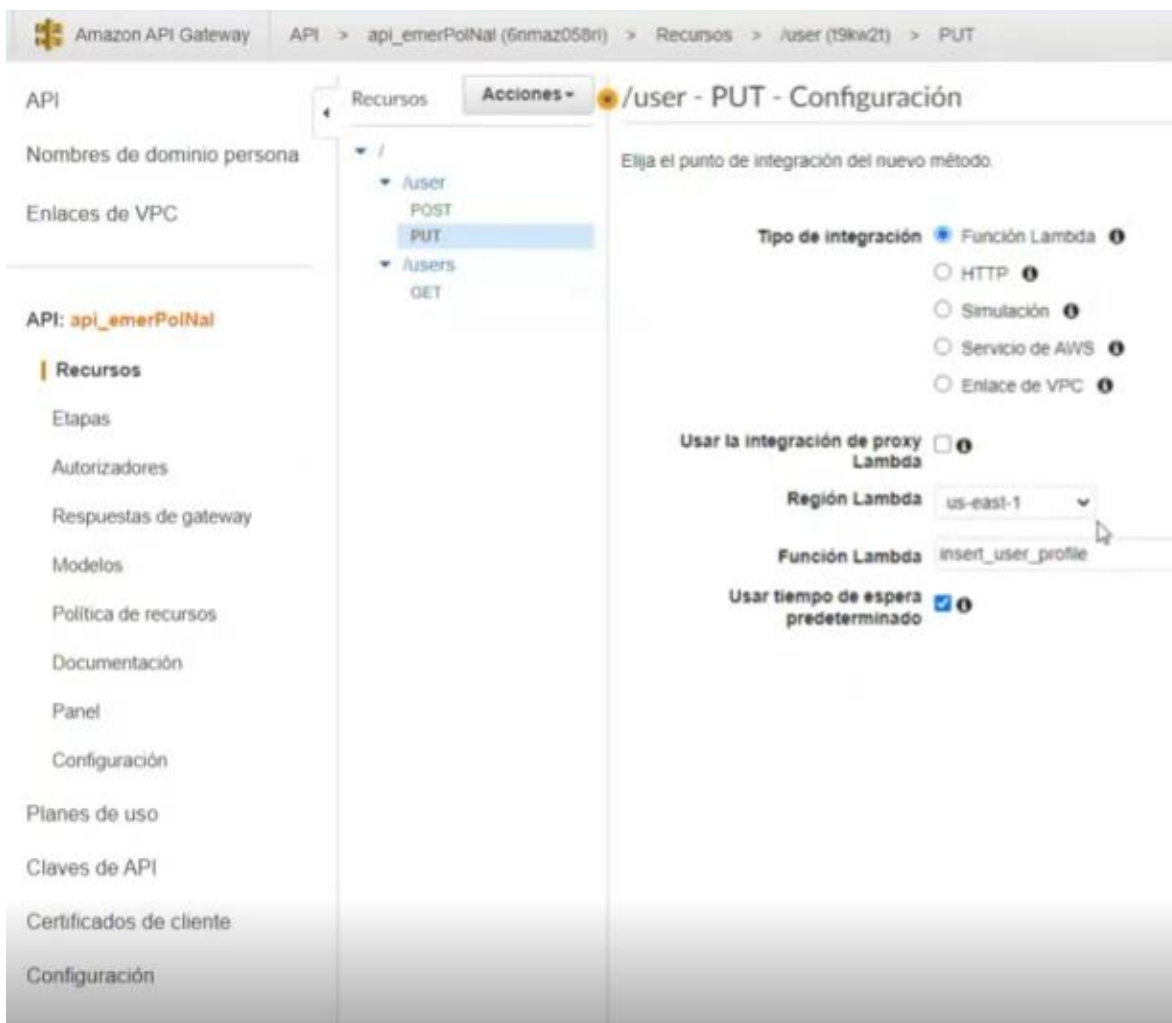 Amazon API Gateway API > api_emerPolNal (6nmaz058ri) > Recursos > /user (t9kw2t) > PUT
API
Nombres de dominio persona
Enlaces de VPC
API: api_emerPolNal
Recursos
Etapas
Autorizadores
Respuestas de gateway
Modelos
Política de recursos
Documentación
Panel
Configuración
Planes de uso
Claves de API
Certificados de cliente
Configuración
Recursos
Acciones
/
/user
POST
PUT
/users
GET
/user - PUT - Configuración
Elija el punto de integración del nuevo método.
Tipo de integración Función Lambda
HTTP
Simulación
Servicio de AWS
Enlace de VPC
Usar la integración de proxy
Lambda
Región Lambda us-east-1
Función Lambda insert_user_profile
Usar tiempo de espera
predeterminado